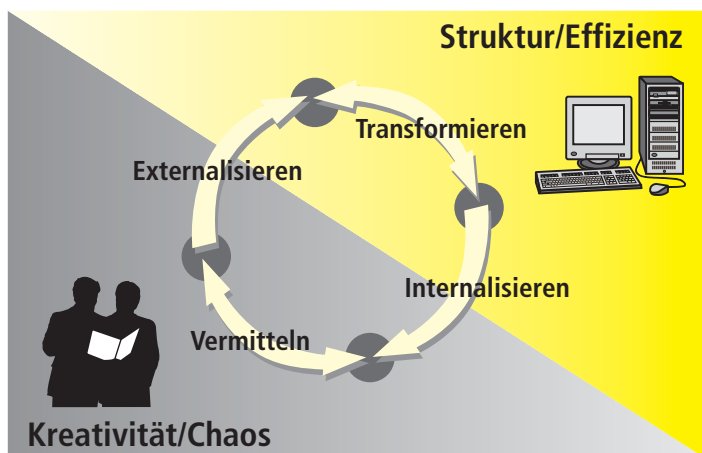 Struktur/Effizienz
Transformieren
Externalisieren
Internalisieren
Vermitteln
Kreativität/Chaos